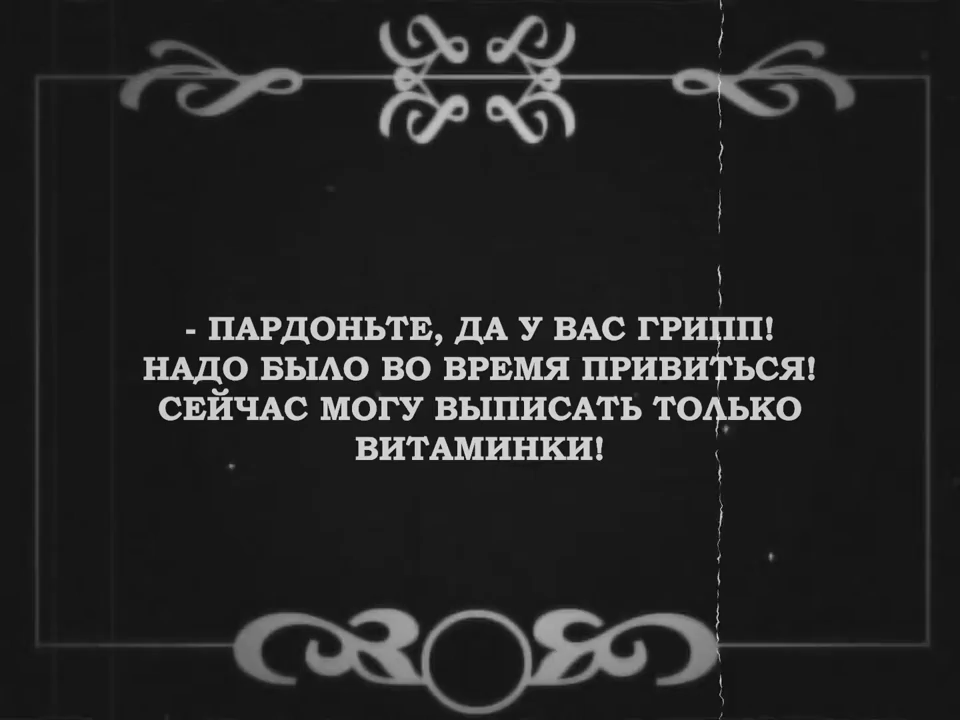 - ПАРДОНЬТЕ, ДА У ВАС ГРИПП!
НАДО БЫЛО ВО ВРЕМЯ ПРИВИТЬСЯ!
СЕЙЧАС МОГУ ВЫПИСАТЬ ТОЛЬКО
ВИТАМИНКИ!